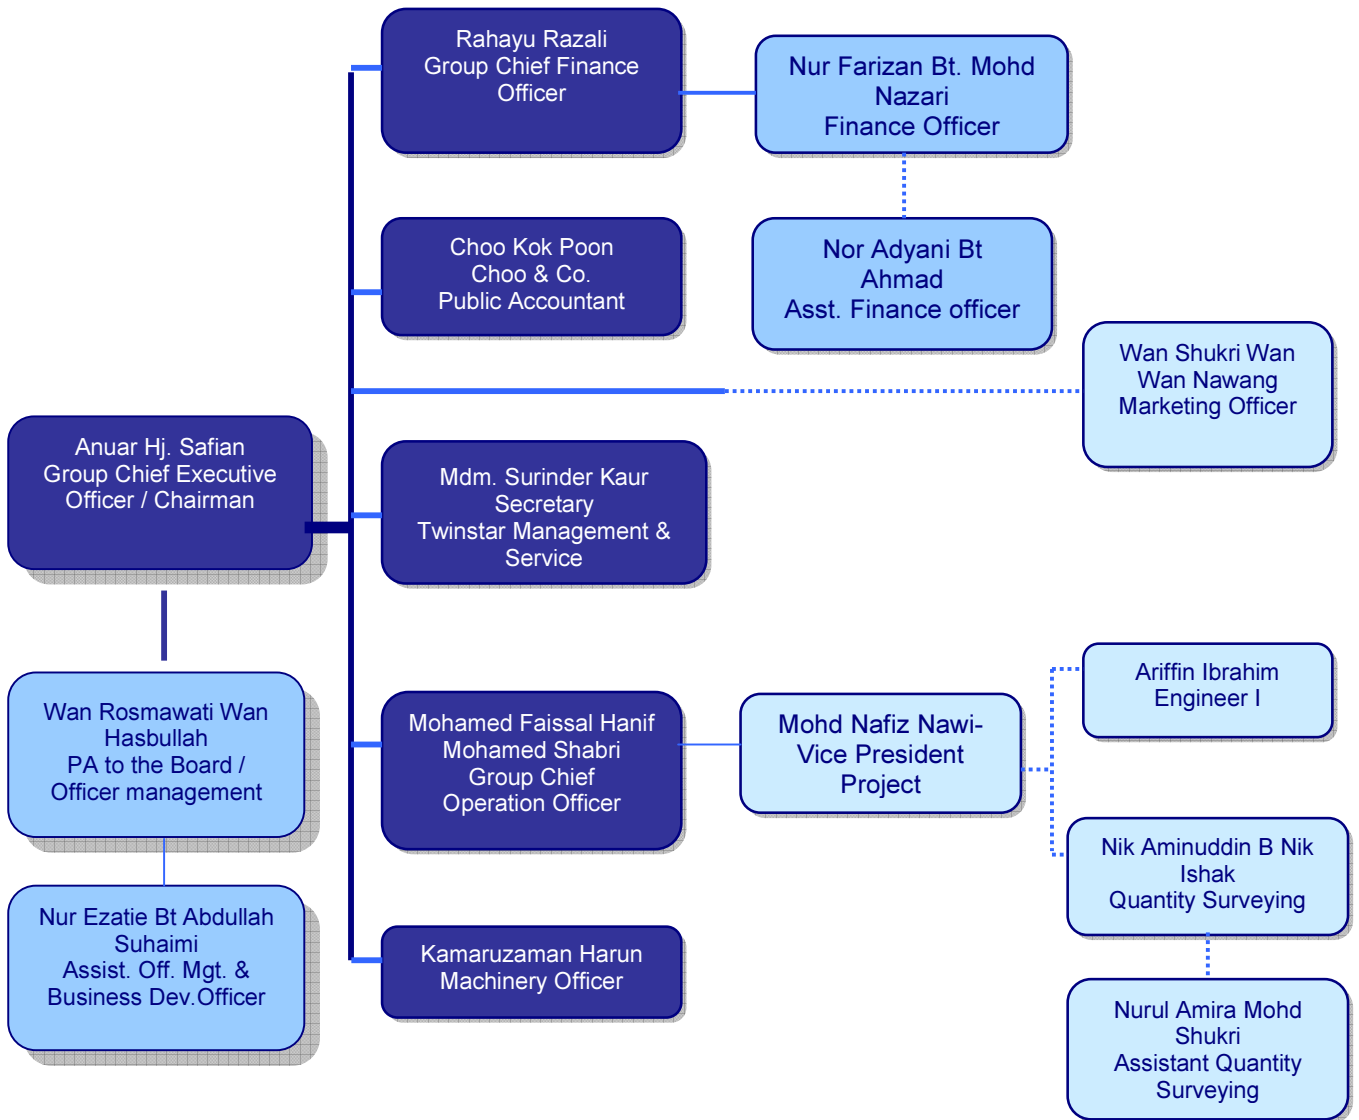 Rahayu Razali
Group Chief Finance
Officer
Nur Farizan Bt. Mohd
Nazari
Finance Officer
Choo Kok Poon
Choo & Co.
Public Accountant
Nor Adyani Bt
Ahmad
Asst. Finance officer
Wan Shukri Wan
Wan Nawang
Marketing Officer
Anuar Hj. Safian
Group Chief Executive
Officer / Chairman
Mdm. Surinder Kaur
Secretary
Twinstar Management &
Service
Wan Rosmawati Wan
Hasbullah
PA to the Board /
Officer management
Mohamed Faissal Hanif
Mohamed Shabri
Group Chief
Operation Officer
Mohd Nafiz Nawi-
Vice President
Project
Ariffin Ibrahim
Engineer I
Nik Aminuddin B Nik
Ishak
Quantity Surveying
Nur Ezatie Bt Abdullah
Suhaimi
Assist. Off. Mgt. &
Business Dev.Officer
Kamaruzaman Harun
Machinery Officer
Nurul Amira Mohd
Shukri
Assistant Quantity
Surveying